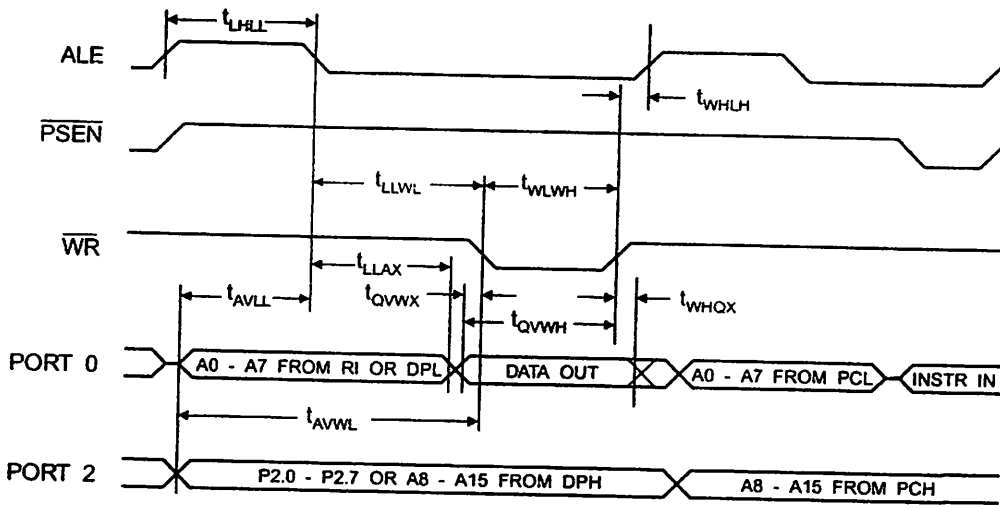 tLHLL
ALE
tWHLH
PSEN
tLLWL
tWLWH
WR
tLLAX
tAVLL
tQVWX
tWHQX
tQVWH
PORT 0
A0 - A7 FROM RI OR DPL
DATA OUT
A0 - A7 FROM PCL
INSTR IN
tAVWL
PORT 2
P2.0 - P2.7 OR A8 - A15 FROM DPH
A8 - A15 FROM PCH